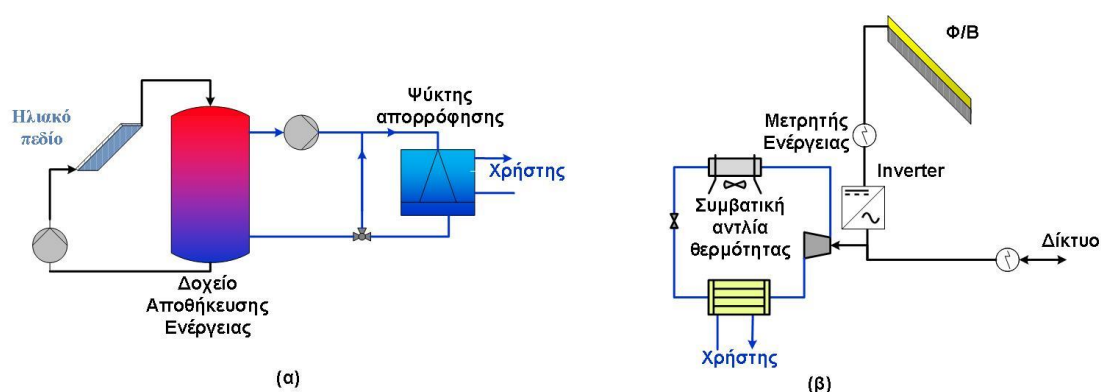 Ηλιακό
πεδίο
Ψύκτης
απορρόφησης
Χρήστης
Δοχείο
Αποθήκευσης
Ενέργειας
(α)
Φ/Β
Μετρητής
Ενέργειας
Inverter
Συμβατική
αντλία
θερμότητας
Δίκτυο
Χρήστης
(β)